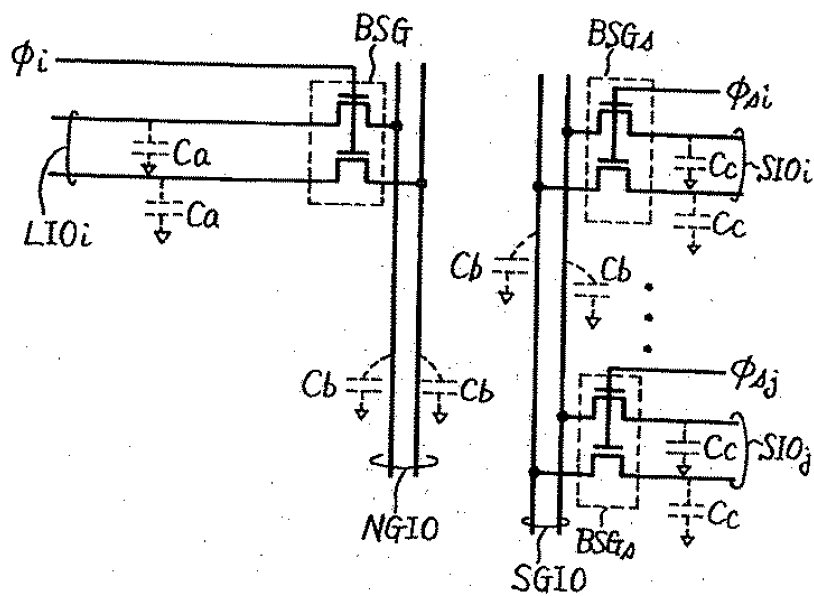 BSG
BSGs
φi
φsi
Ca
Cc
SIOi
Ca
Cc
LIOi
Cb
Cb
φsj
Cb
Cb
Cc
SIOj
Cc
NGIO
BSGs
SGIO